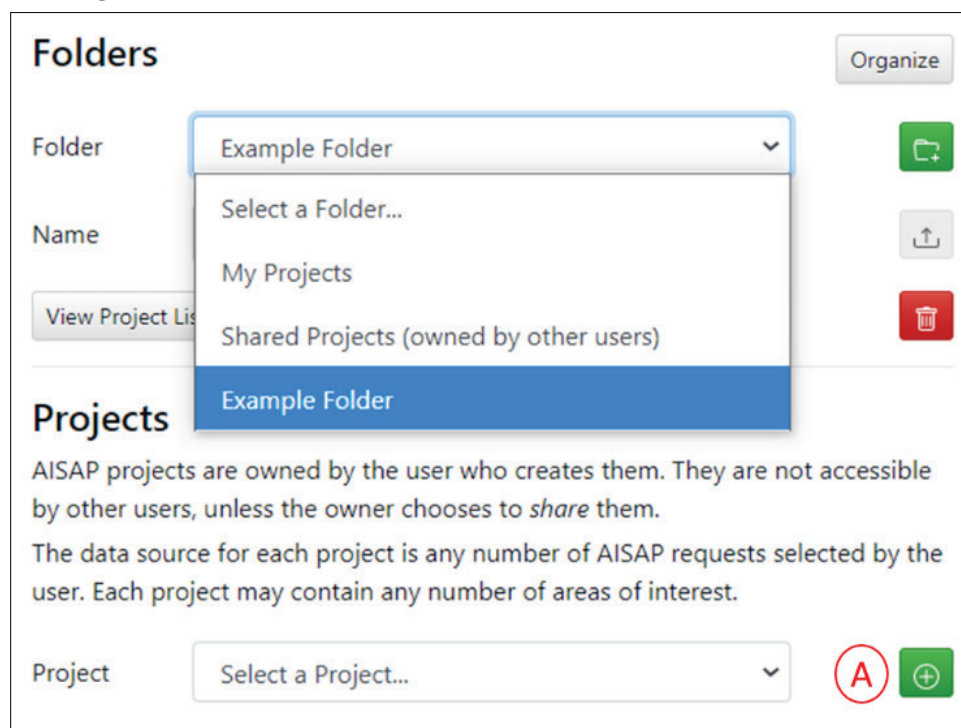 Folders
Organize
Folder
Example Folder
Select a Folder...
Name
My Projects
View Project Lis
Shared Projects (owned by other users)
Example Folder
Projects
AISAP projects are owned by the user who creates them. They are not accessible
by other users, unless the owner chooses to share them.
The data source for each project is any number of AISAP requests selected by the
user. Each project may contain any number of areas of interest.
Project
Select a Project...
A